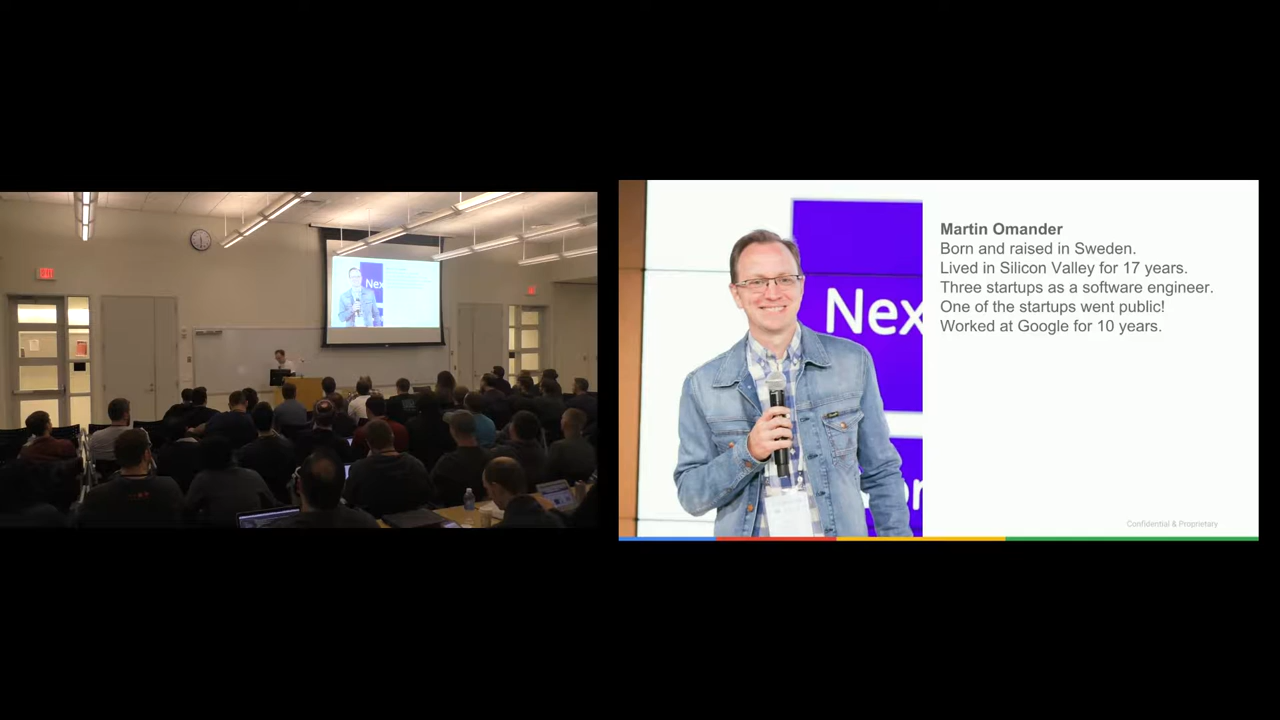 Nex
Martin Omander
Born and raised in Sweden.
Lived in Silicon Valley for 17 years.
Three startups as a software engineer.
One of the startups went public!
Worked at Google for 10 years.
Confidential & Proprietary